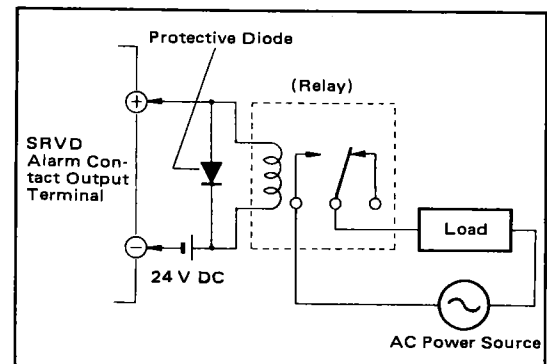 Protective Diode
(Relay)
+
SRVD
Alarm Con-
tact Output
Terminal
−
24 V DC
Load
AC Power Source